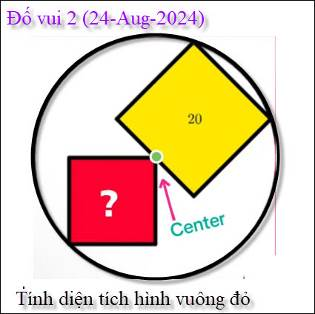 Đố vui 2 (24-Aug-2024)
20
?
Center
Tính diện tích hình vuông đỏ